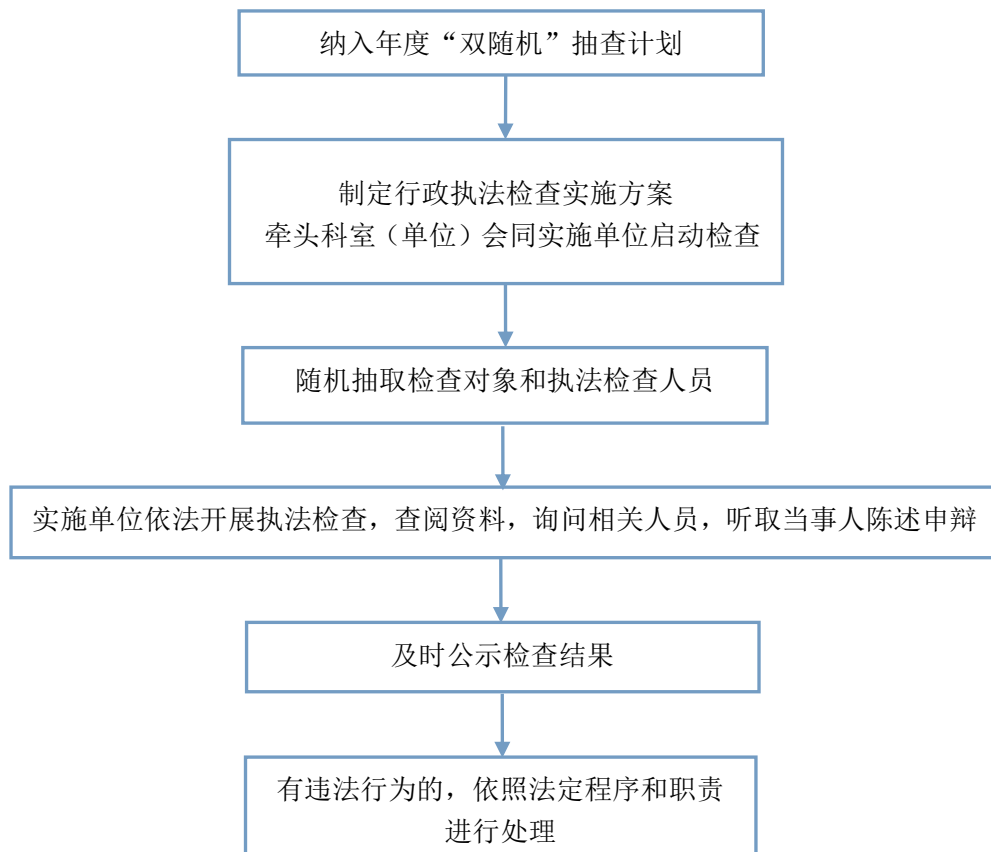 纳入年度“双随机”抽查计划
制定行政执法检查实施方案
牵头科室（单位）会同实施单位启动检查
随机抽取检查对象和执法检查人员
实施单位依法开展执法检查，查阅资料，询问相关人员，听取当事人陈述申辩
及时公示检查结果
有违法行为的，依照法定程序和职责
进行处理